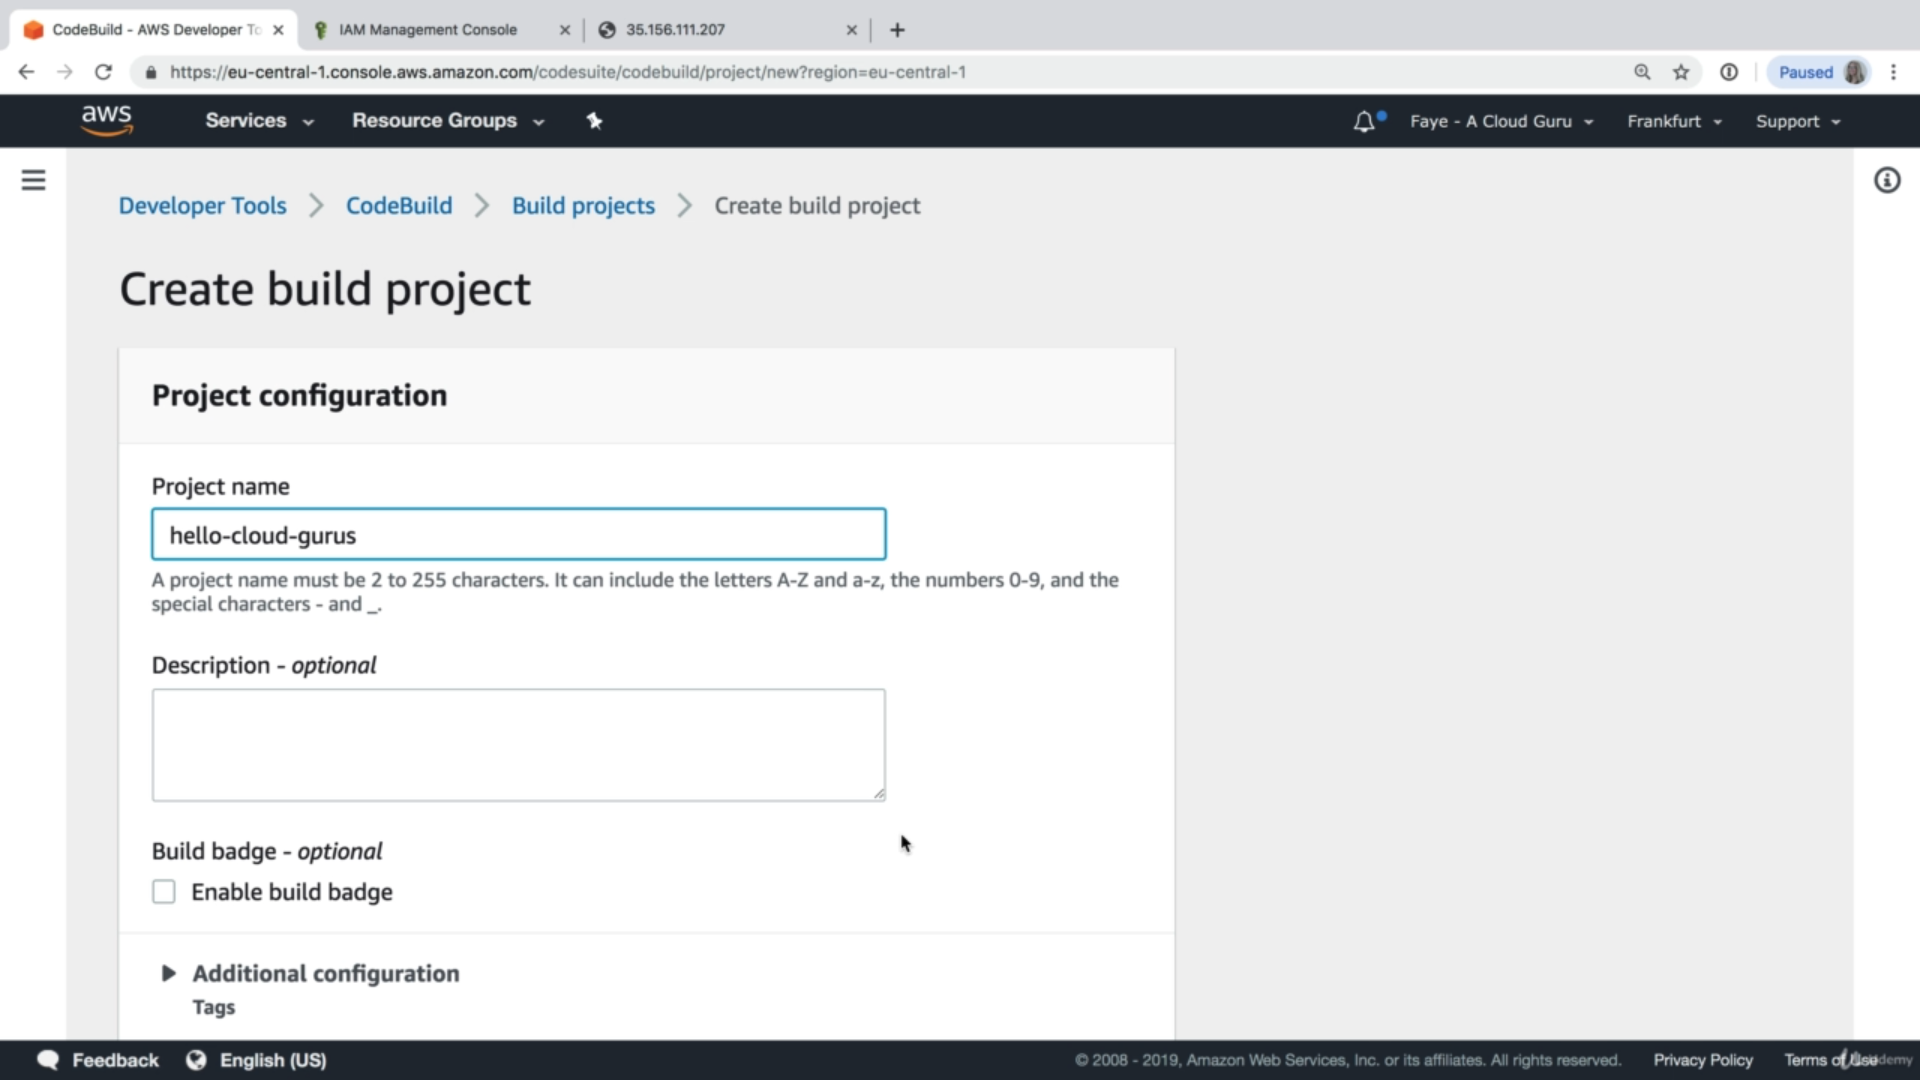 CodeBuild - AWS Developer To
IAM Management Console
35.156.111.207
https://eu-central-1.console.aws.amazon.com/codesuite/codebuild/project/new?region=eu-central-1
Paused
aws
Services
Resource Groups
Faye - A Cloud Guru
Frankfurt
Support
Developer Tools
CodeBuild
Build projects
Create build project
Create build project
Project configuration
Project name
hello-cloud-gurus
A project name must be 2 to 255 characters. It can include the letters A-Z and a-z, the numbers 0-9, and the
special characters - and _.
Description - optional
Build badge - optional
Enable build badge
Additional configuration
Tags
Feedback
English (US)
© 2008 - 2019, Amazon Web Services, Inc. or its affiliates. All rights reserved.
Privacy Policy
Terms of Use